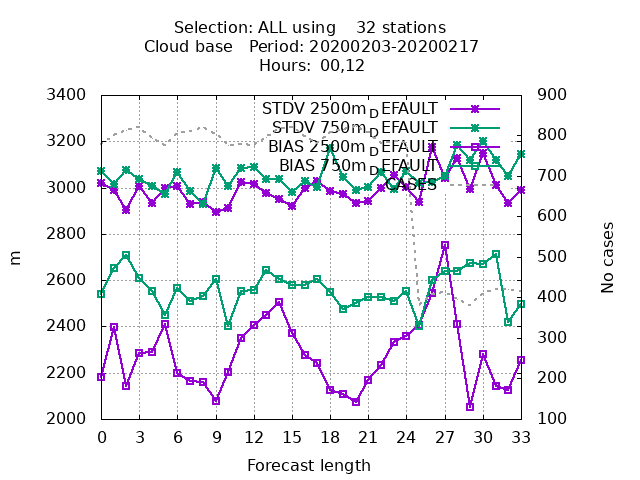 Selection: ALL using    32 stations
Cloud base   Period: 20200203-20200217
Hours: 00,12
3400
3200
3000
2800
2600
2400
2200
2000
m
900
800
700
600
500
400
300
200
100
No cases
STDV 2500m_DEFAULT
STDV 750m_DEFAULT
BIAS 2500m_DEFAULT
BIAS 750m_DEFAULT
CASES
0 3 6 9 12 15 18 21 24 27 30 33
Forecast length